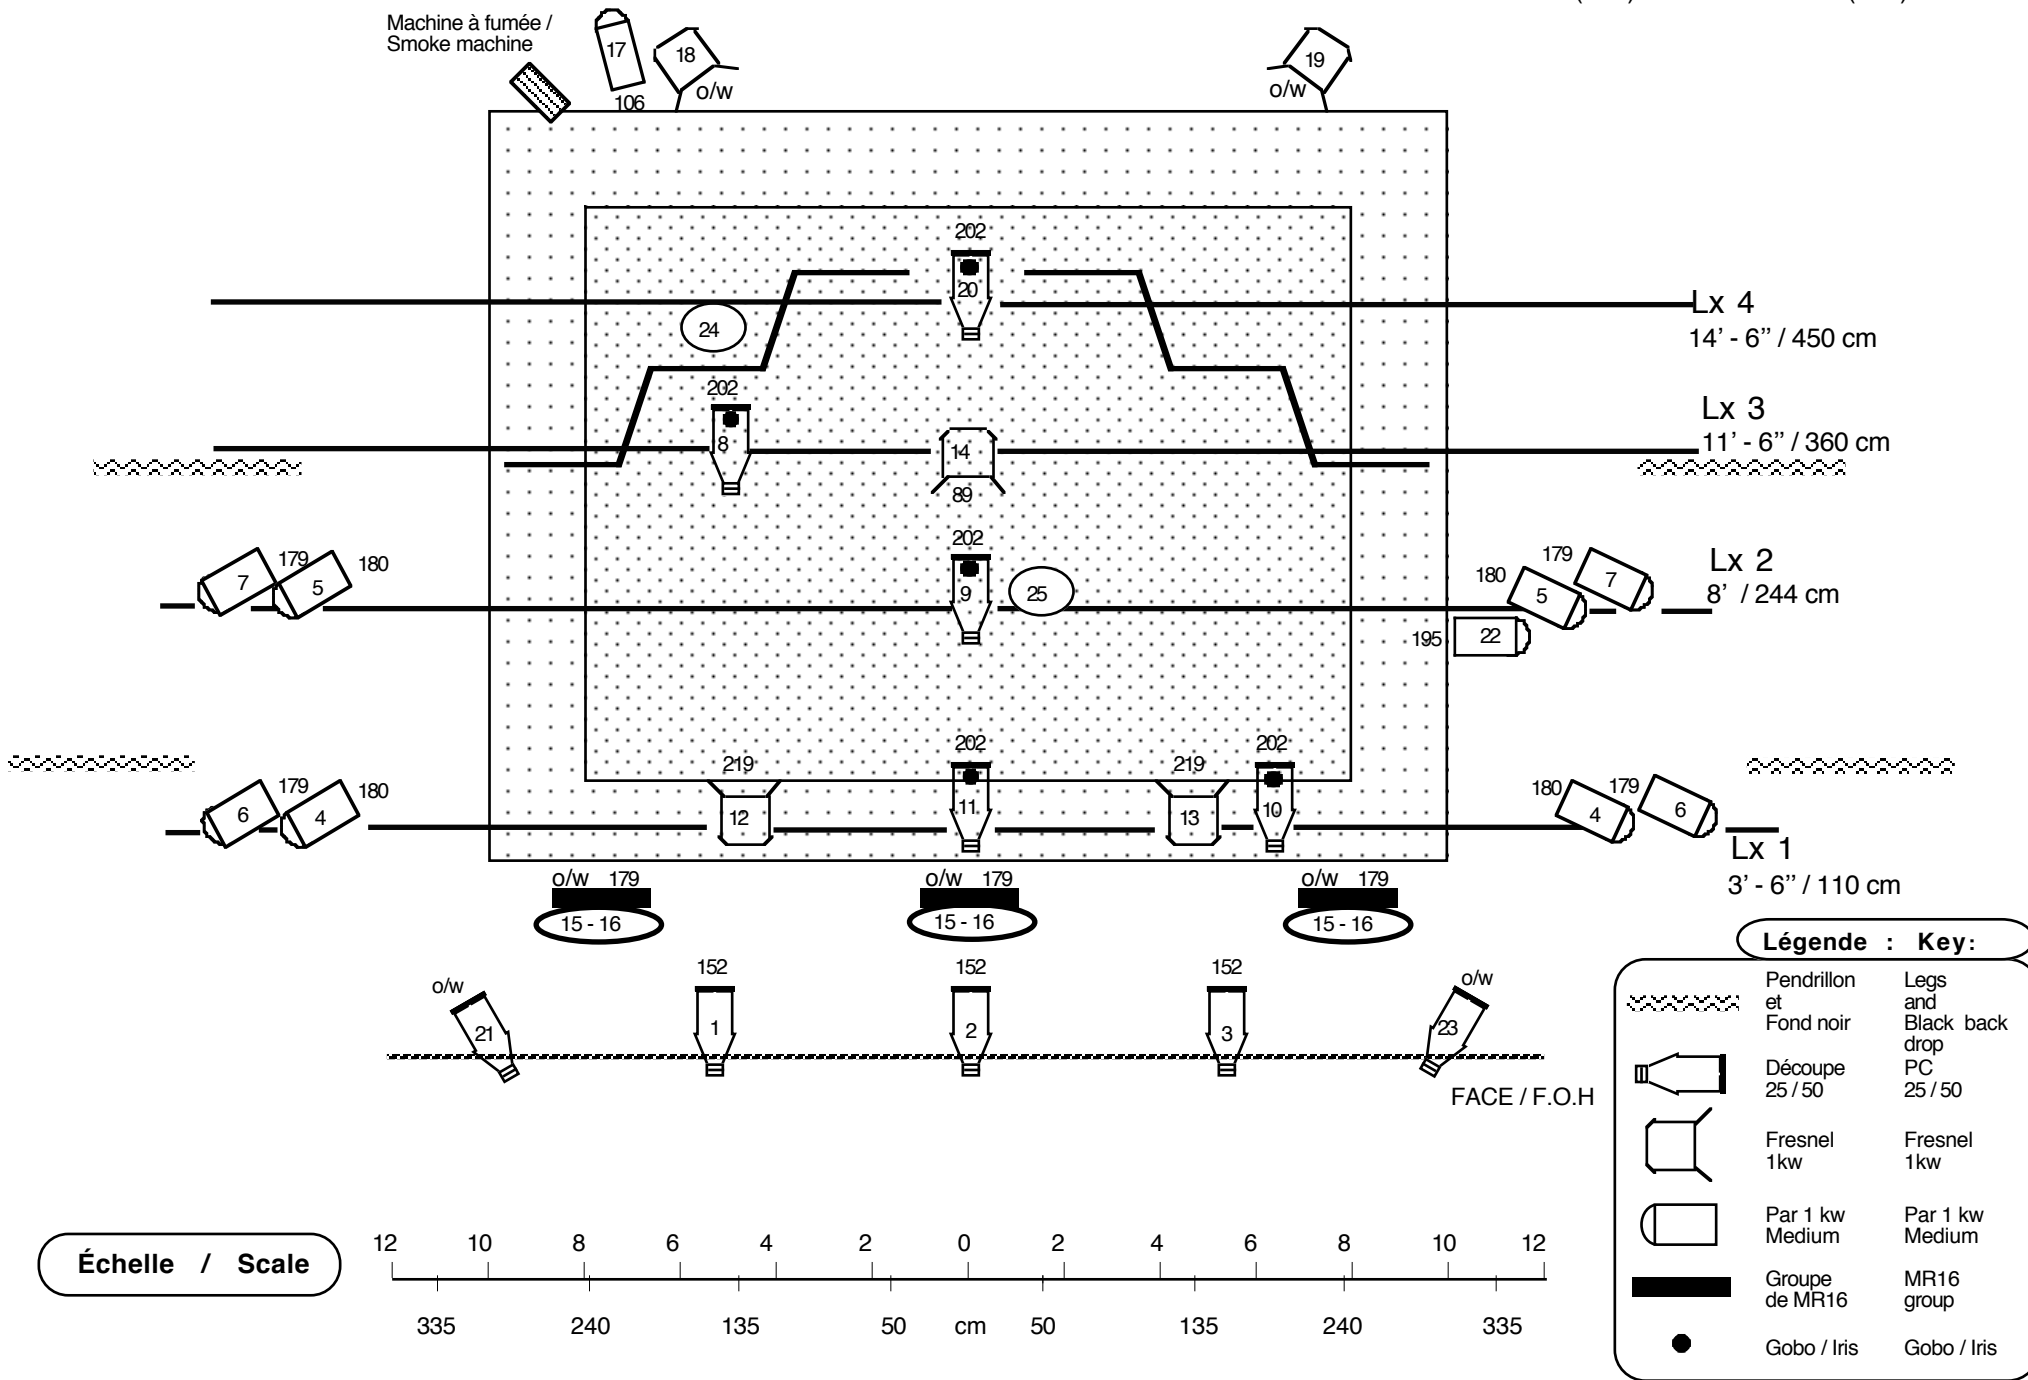 Machine à fumée /
Smoke machine
17
106
18
o/w
19
o/w
202
20
Lx 4
14' - 6” / 450 cm
24
202
8
14
89
Lx 3
11' - 6” / 360 cm
7
179
5
180
202
9
25
180
5
179
7
195
22
Lx 2
8' / 244 cm
6
179
4
180
219
12
202
11
219
13
202
10
180
4
179
6
Lx 1
3' - 6” / 110 cm
o/w 179
15 - 16
o/w 179
15 - 16
o/w 179
15 - 16
o/w
21
152
1
152
2
152
3
o/w
23
FACE / F.O.H
Légende : Key:
Pendrillon
et
Fond noir
Legs
and
Black back
drop
Découpe
25 / 50
PC
25 / 50
Fresnel
1kw
Fresnel
1kw
Par 1 kw
Medium
Par 1 kw
Medium
Groupe
de MR16
MR16
group
Gobo / Iris
Gobo / Iris
Échelle / Scale
12 10 8 6 4 2 0 2 4 6 8 10 12
335 240 135 50 cm 50 135 240 335